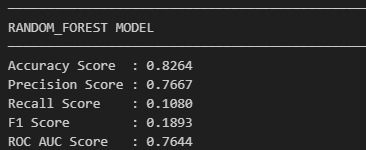 RANDOM_FOREST MODEL
Accuracy Score : 0.8264
Precision Score : 0.7667
Recall Score : 0.1080
F1 Score : 0.1893
ROC AUC Score : 0.7644